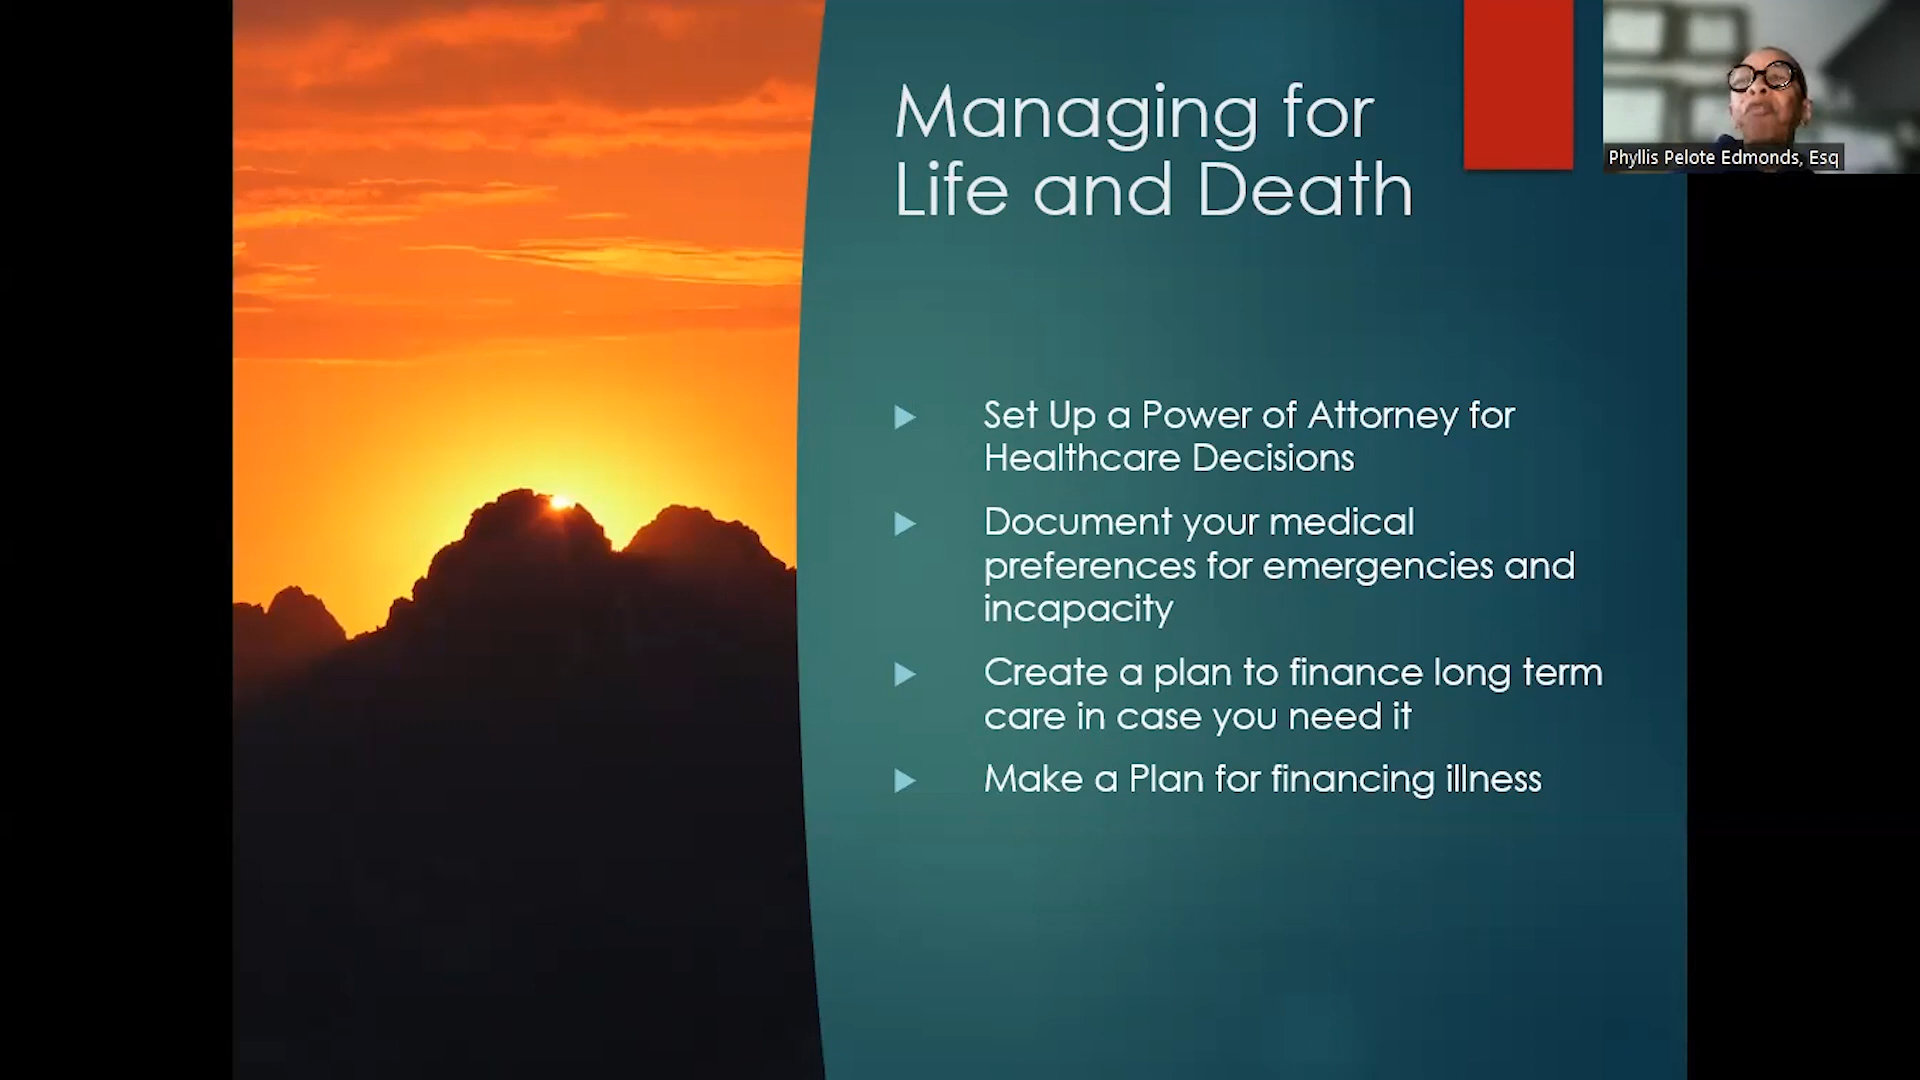 Managing for
Life and Death
Phyllis Pelote Edmonds, Esq
Set Up a Power of Attorney for
Healthcare Decisions
Document your medical
preferences for emergencies and
incapacity
Create a plan to finance long term
care in case you need it
Make a Plan for financing illness